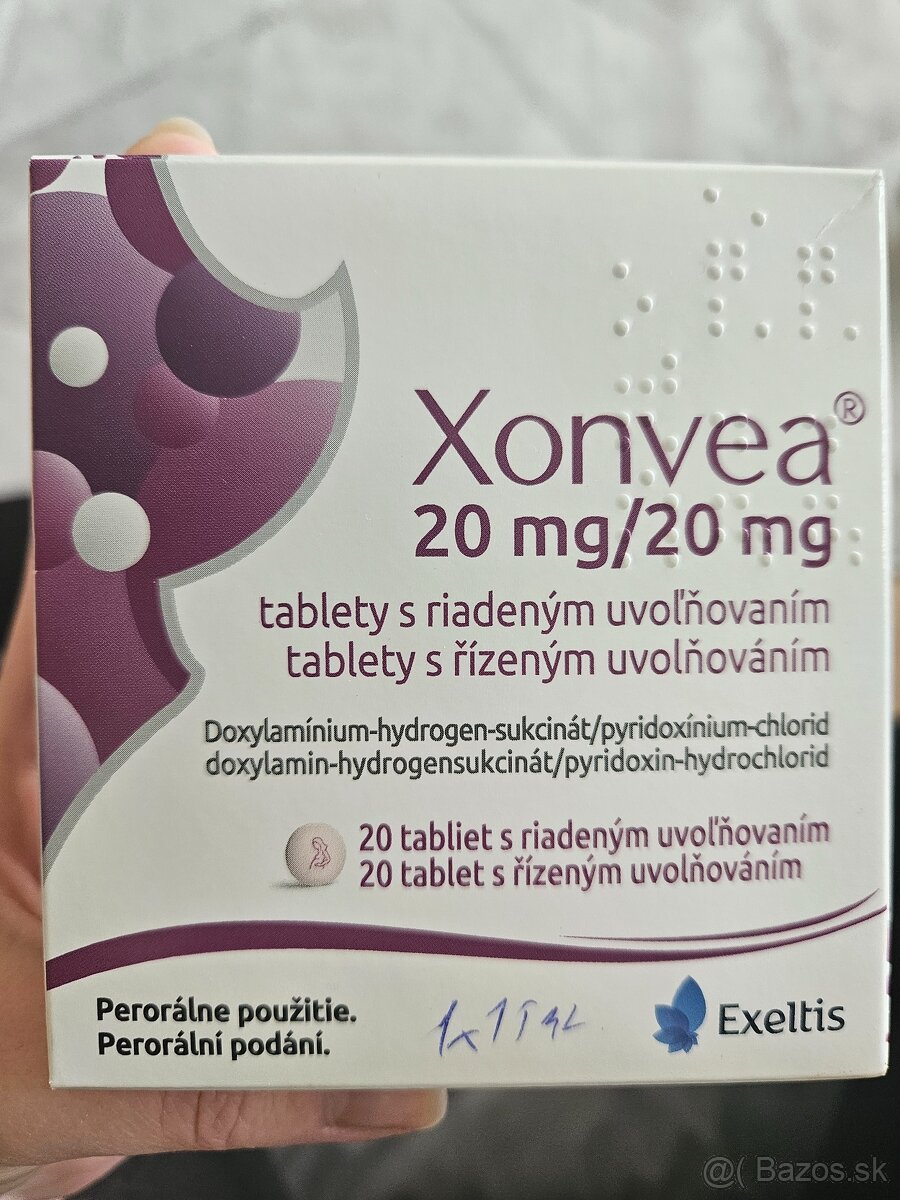 Xonvea®
20 mg/20 mg
tablety s riadeným uvoľňovaním
tablety s řízeným uvolňováním
Doxylamínium-hydrogen-sukcinát/pyridoxínium-chlorid
doxylamin-hydrogensukcinát/pyridoxin-hydrochlorid
20 tabliet s riadeným uvoľňovaním
20 tablet s řízeným uvolňováním
Perorálne použitie.
Perorální podání.
1x1
Exeltis
@( Bazos.sk